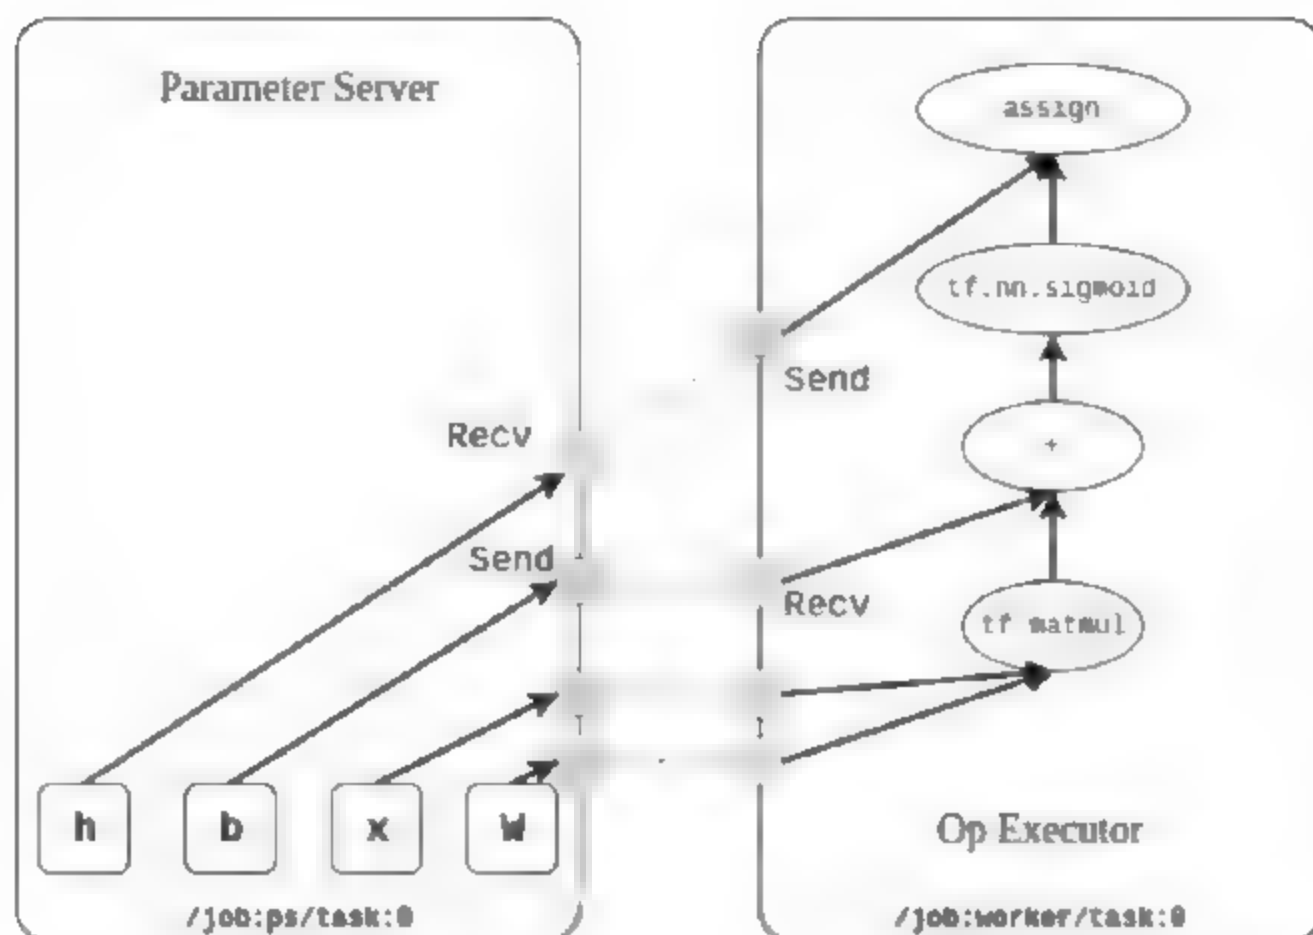 Parameter Server
Recv
Send
h
b
x
W
/job:ps/task:0
assign
tf.nn.sigmoid
Send
+
Recv
tf matmul
Op Executor
/job:worker/task:0